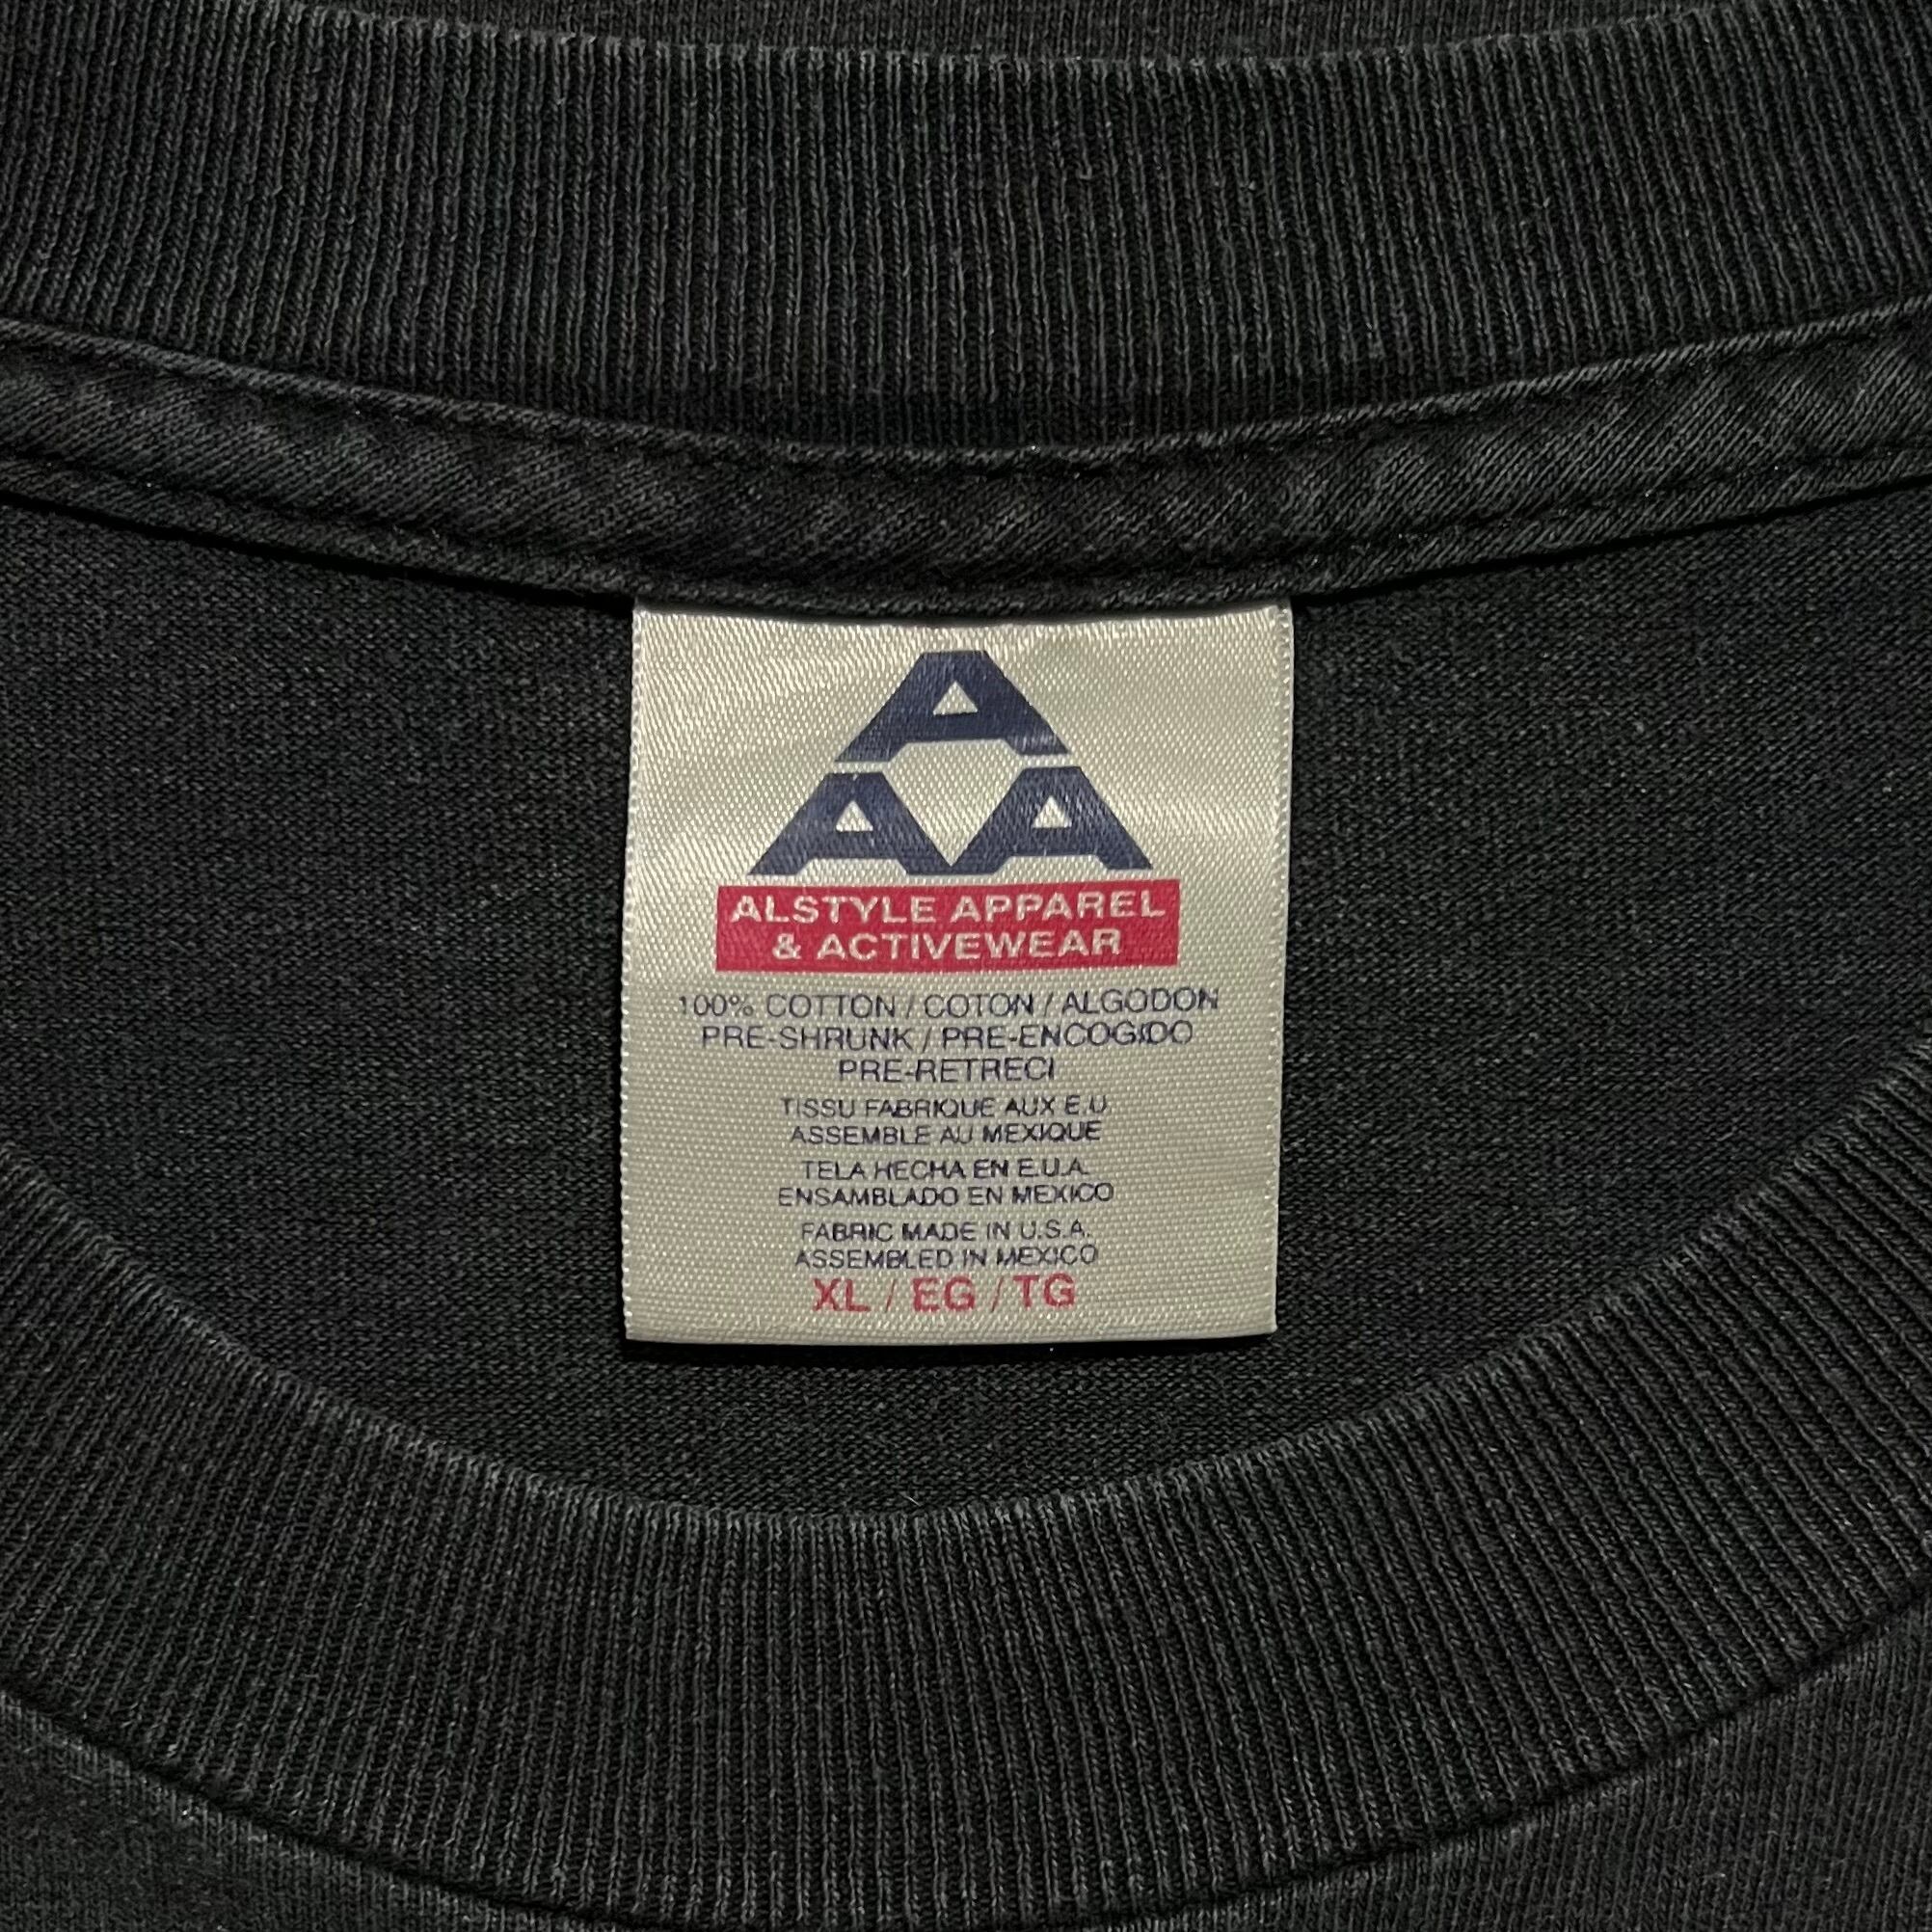 A
AA
ALSTYLE APPAREL
& ACTIVEWEAR
100% COTTON / COTON / ALGODON
PRE-SHRUNK / PRE-ENCOGIDO
PRE-RETRECI
TISSU FABRIQUE AUX E.U.
ASSEMBLE AU MEXIQUE
TELA HECHA EN E.U.A.
ENSAMBLADO EN MEXICO
FABRIC MADE IN U.S.A.
ASSEMBLED IN MEXICO
XL / EG / TG